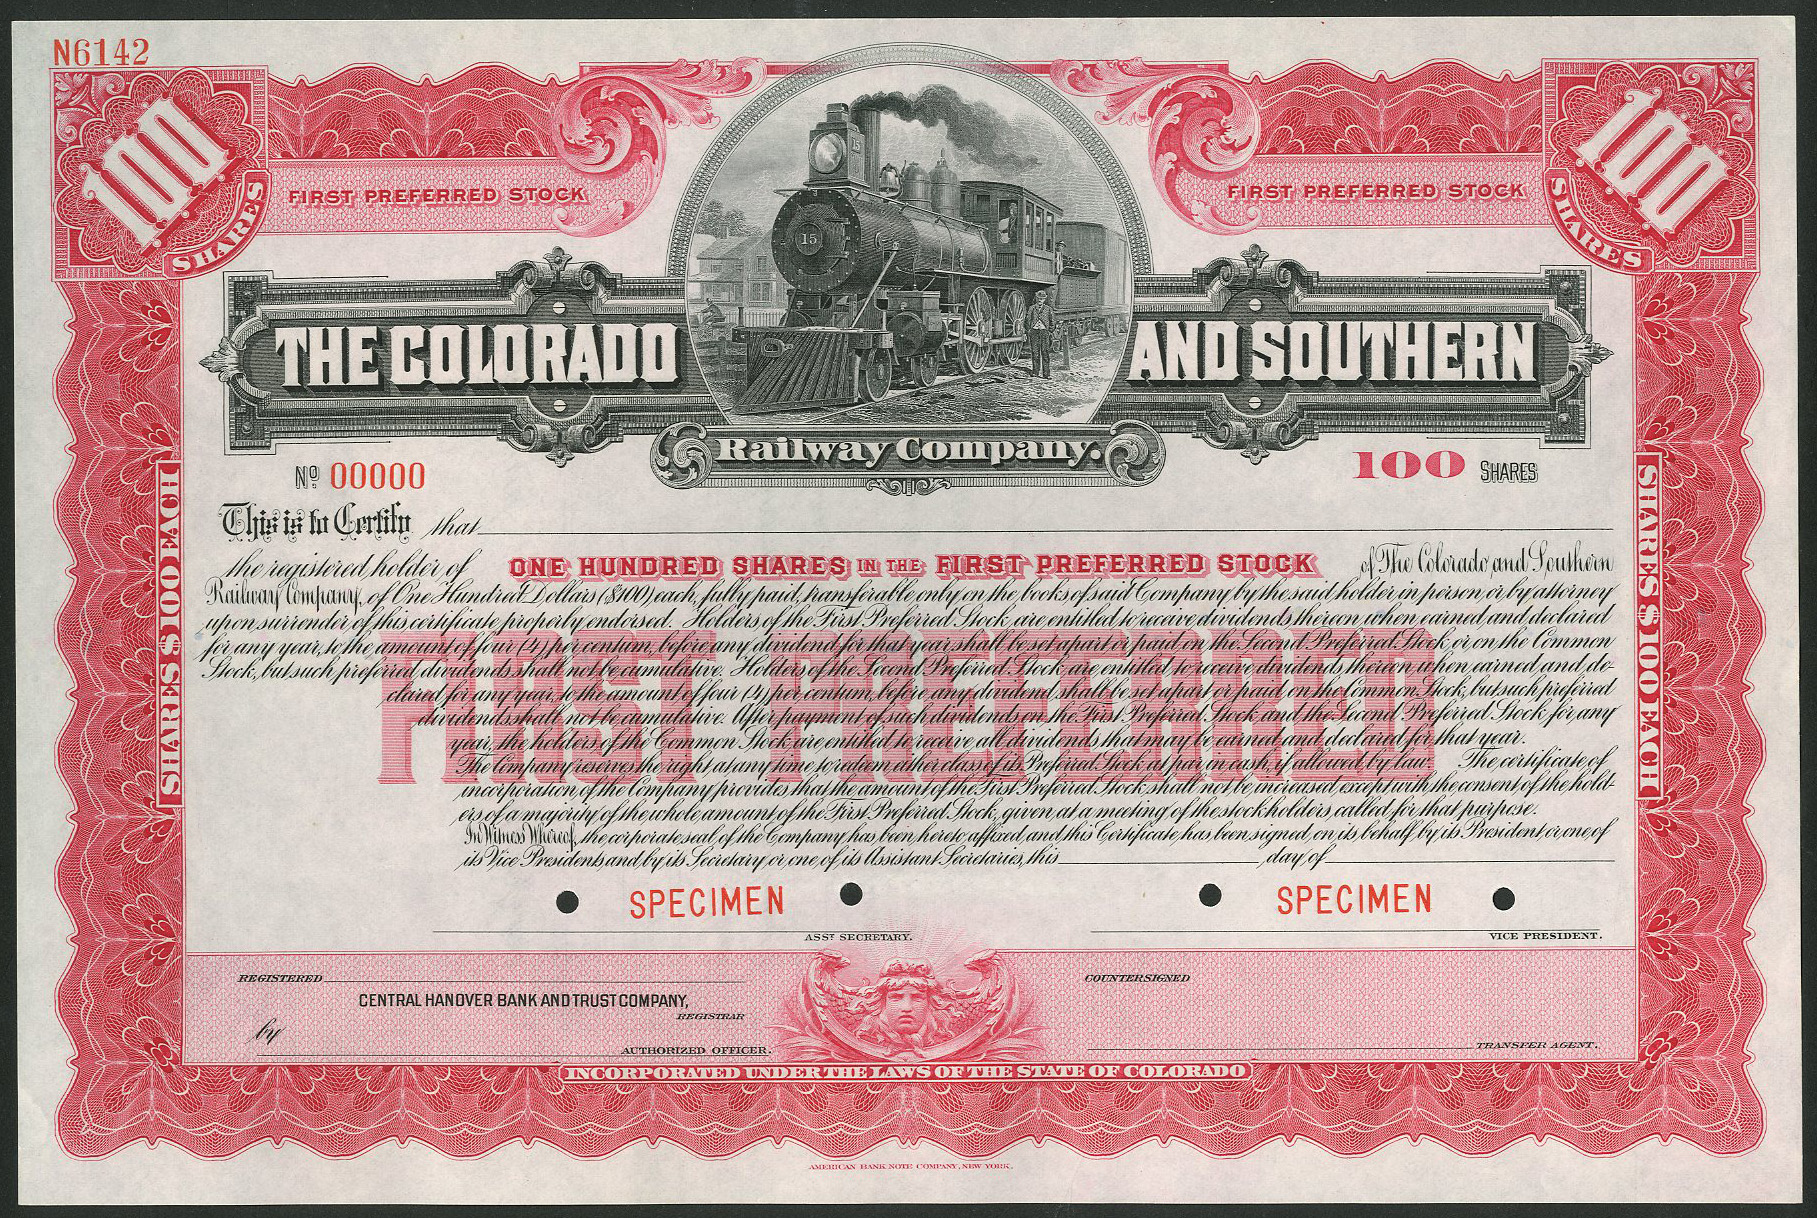 N6142
100 SHARES
FIRST PREFERRED STOCK
FIRST PREFERRED STOCK
100 SHARES
15
15
THE COLORADO AND SOUTHERN
Railway Company.
No 00000
100 SHARES
This is to Certify that
the registered holder of ONE HUNDRED SHARES IN THE FIRST PREFERRED STOCK of The Colorado and Southern
Railway Company, of One Hundred Dollars ($100) each, fully paid, transferable only on the books of said Company by the said holder in person or by attorney
upon surrender of this certificate properly endorsed. Holders of the First Preferred Stock are entitled to receive dividends thereon when earned and declared
for any year, to the amount of four (4) per centum, before any dividend for that year shall be set apart or paid on the Second Preferred Stock or on the Common
Stock, but such preferred dividends shall not be cumulative. Holders of the Second Preferred Stock are entitled to receive dividends thereon when earned and de-
clared for any year, to the amount of four (4) per centum, before any dividend shall be set apart or paid on the Common Stock, but such preferred
dividends shall not be cumulative. After payment of such dividends on the First Preferred Stock and the Second Preferred Stock for any
year, the holders of the Common Stock are entitled to receive all dividends that may be earned and declared for that year.
The Company reserves the right at any time to redeem either class of its Preferred Stock at par in cash, if allowed by law. The certificate of
incorporation of the Company provides that the amount of the First Preferred Stock shall not be increased except with the consent of the hold-
ers of a majority of the whole amount of the First Preferred Stock, given at a meeting of the stockholders called for that purpose.
In Witness Whereof, the corporate seal of the Company has been hereto affixed and this Certificate has been signed on its behalf by its President or one of
its Vice Presidents and by its Secretary or one of its Assistant Secretaries, this day of
FIRST PREFERRED
SHARES $100 EACH
SHARES $100 EACH
SPECIMEN
SPECIMEN
ASST SECRETARY.
VICE PRESIDENT.
REGISTERED
COUNTERSIGNED
CENTRAL HANOVER BANK AND TRUST COMPANY,
REGISTRAR
by
AUTHORIZED OFFICER.
TRANSFER AGENT.
INCORPORATED UNDER THE LAWS OF THE STATE OF COLORADO
AMERICAN BANK NOTE COMPANY, NEW YORK.